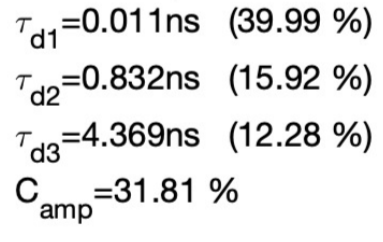 τd1=0.011ns (39.99 %)
τd2=0.832ns (15.92 %)
τd3=4.369ns (12.28 %)
Camp=31.81 %